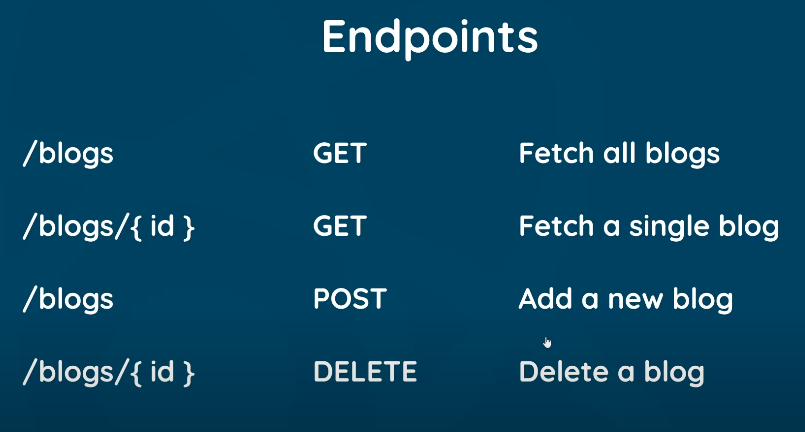 Endpoints
/blogs GET Fetch all blogs
/blogs/{ id } GET Fetch a single blog
/blogs POST Add a new blog
/blogs/{ id } DELETE Delete a blog